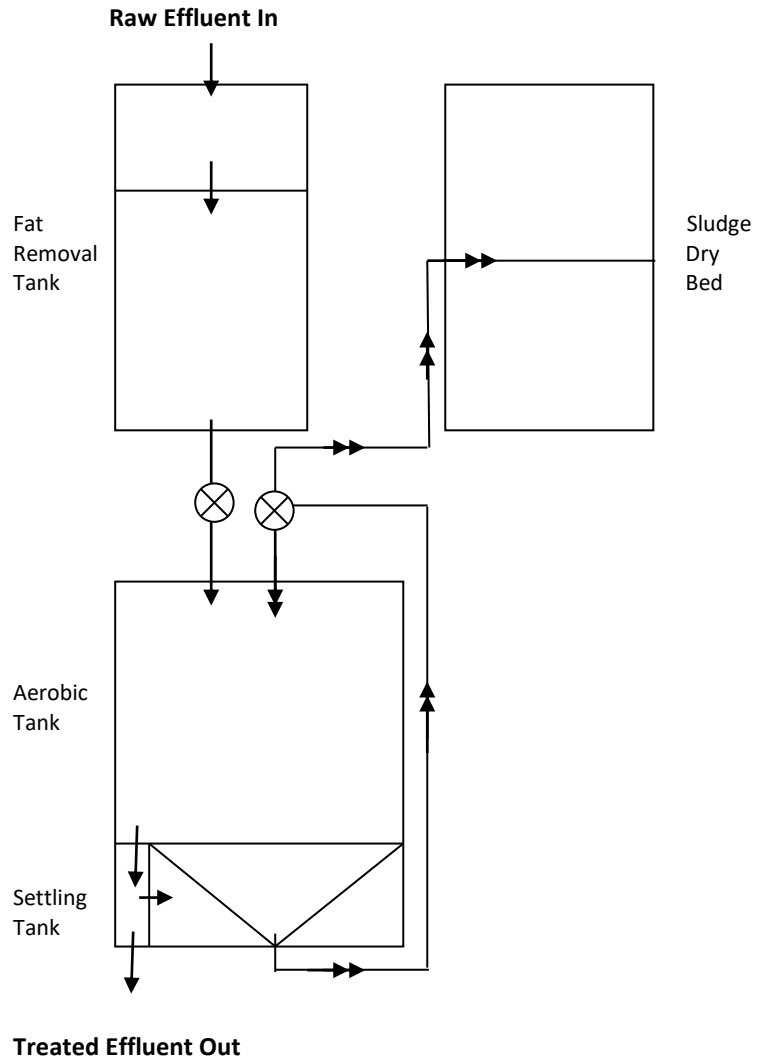 Raw Effluent In
Fat
Removal
Tank
Sludge
Dry
Bed
Aerobic
Tank
Settling
Tank
Treated Effluent Out